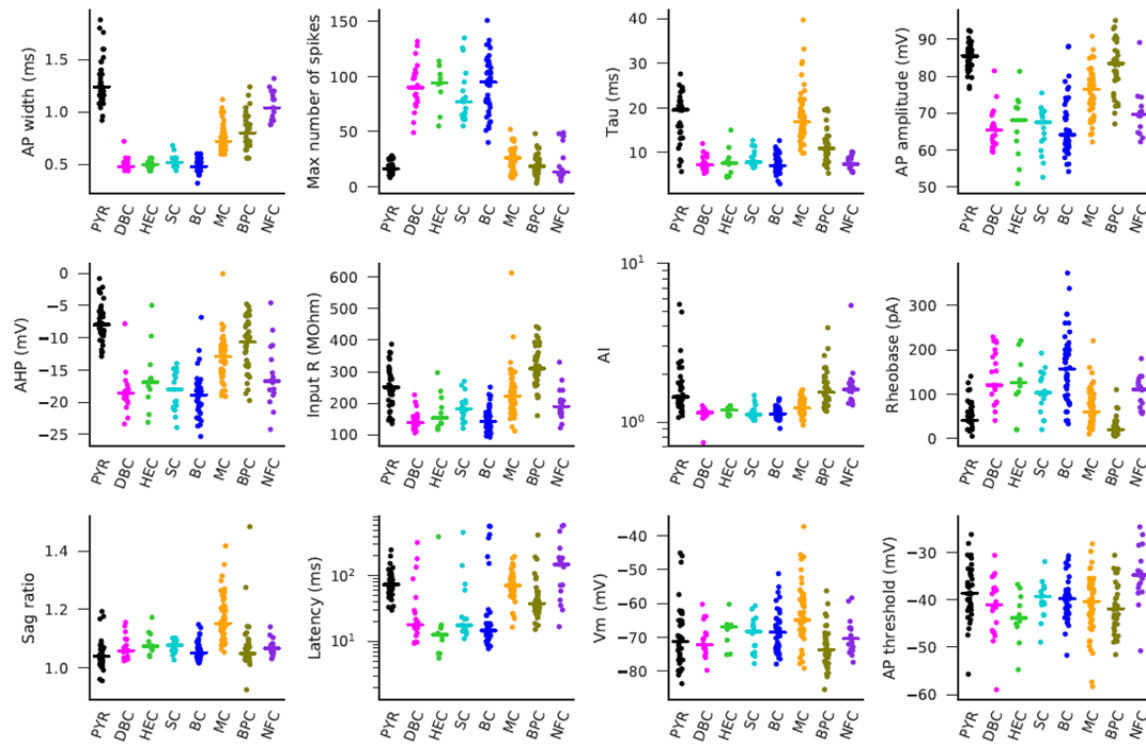 AP width (ms)
1.5
1.0
0.5
PYR DBC HEC SC BC MC BPC NFC
Max number of spikes
150
100
50
0
PYR DBC HEC SC BC MC BPC NFC
Tau (ms)
40
30
20
10
PYR DBC HEC SC BC MC BPC NFC
AP amplitude (mV)
90
80
70
60
50
PYR DBC HEC SC BC MC BPC NFC
AHP (mV)
0
−5
−10
−15
−20
−25
PYR DBC HEC SC BC MC BPC NFC
Input R (MOhm)
600
500
400
300
200
100
PYR DBC HEC SC BC MC BPC NFC
AI
10¹
10⁰
PYR DBC HEC SC BC MC BPC NFC
Rheobase (pA)
300
200
100
0
PYR DBC HEC SC BC MC BPC NFC
Sag ratio
1.4
1.2
1.0
PYR DBC HEC SC BC MC BPC NFC
Latency (ms)
10²
10¹
PYR DBC HEC SC BC MC BPC NFC
Vm (mV)
−40
−50
−60
−70
−80
PYR DBC HEC SC BC MC BPC NFC
AP threshold (mV)
−30
−40
−50
−60
PYR DBC HEC SC BC MC BPC NFC